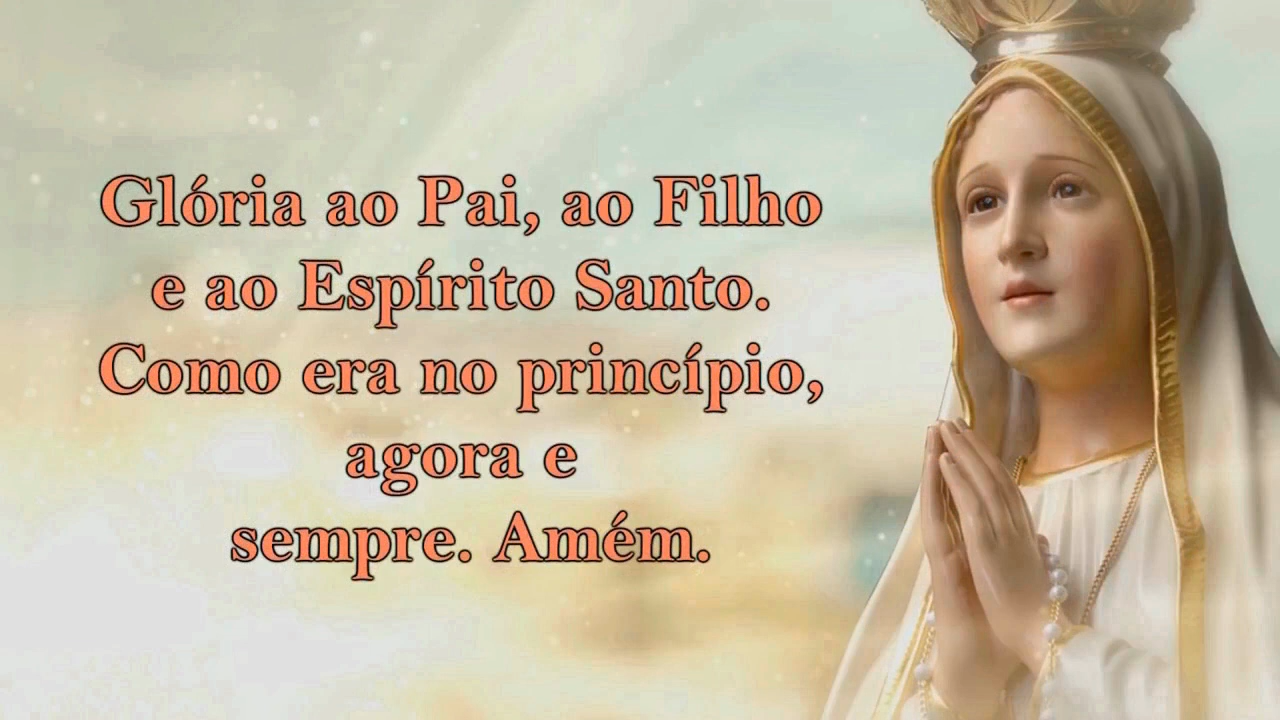 Glória ao Pai, ao Filho
e ao Espírito Santo.
Como era no princípio,
agora e
sempre. Amém.